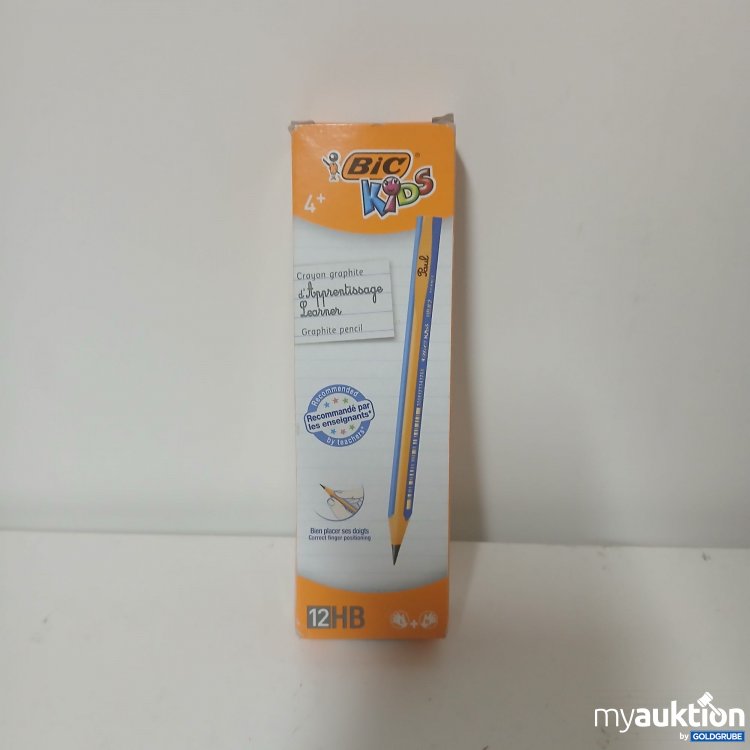 BIC
KIDS
4+
Crayon graphite
d'Apprentissage
Learner
Graphite pencil
Paul
Recommended
Recommandé par
les enseignants*
by teachers*
Bien placer ses doigts
Correct finger positioning
12HB
myauktion
by GOLDGRUBE